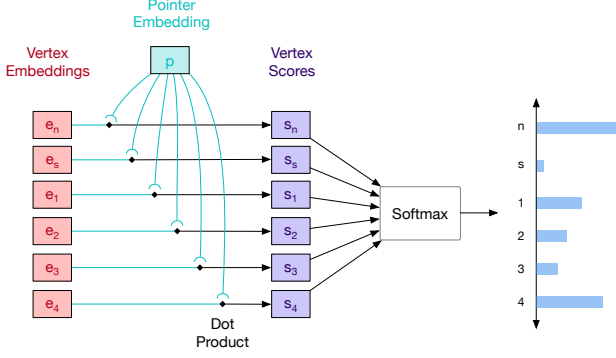 Pointer
Embedding
Vertex
Embeddings
p
Vertex
Scores
eₙ
sₙ
n
eₛ
sₛ
s
e₁
s₁
1
e₂
s₂
Softmax
2
e₃
s₃
3
e₄
s₄
4
Dot
Product